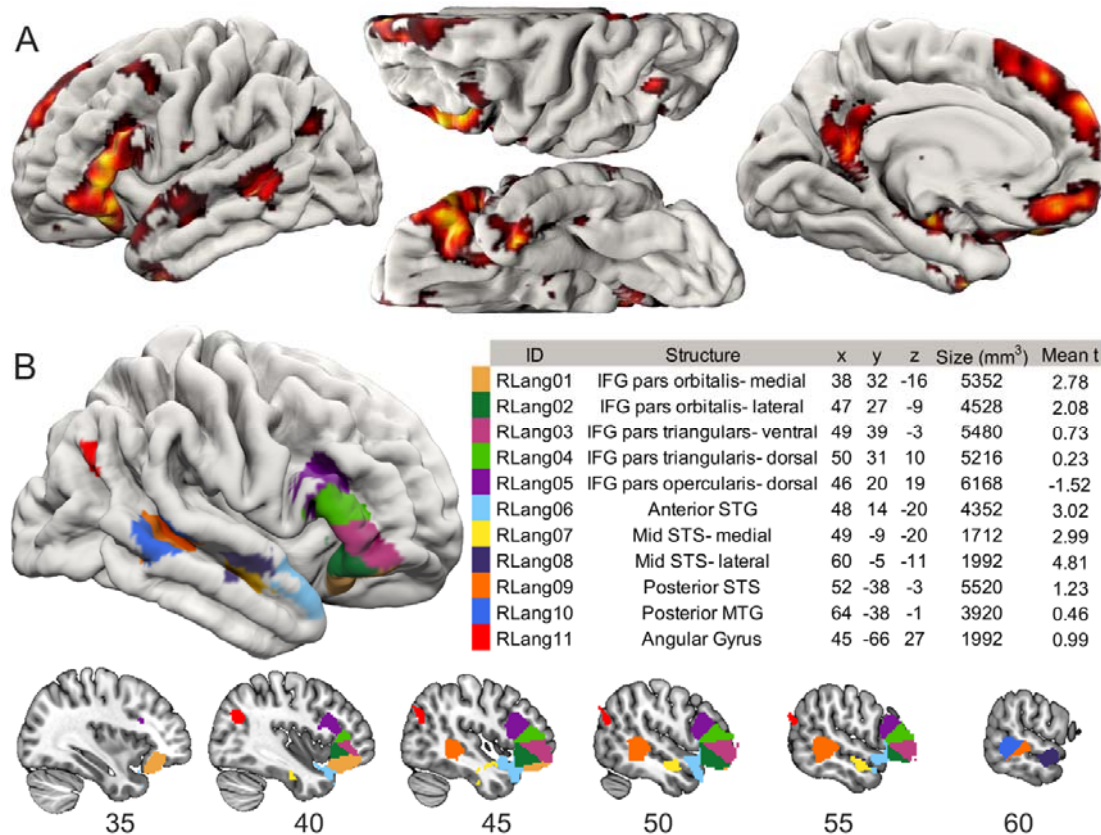 A
B
ID Structure x y z Size (mm³) Mean t
RLang01 IFG pars orbitalis- medial 38 32 -16 5352 2.78
RLang02 IFG pars orbitalis- lateral 47 27 -9 4528 2.08
RLang03 IFG pars triangulars- ventral 49 39 -3 5480 0.73
RLang04 IFG pars triangularis- dorsal 50 31 10 5216 0.23
RLang05 IFG pars opercularis- dorsal 46 20 19 6168 -1.52
RLang06 Anterior STG 48 14 -20 4352 3.02
RLang07 Mid STS- medial 49 -9 -20 1712 2.99
RLang08 Mid STS- lateral 60 -5 -11 1992 4.81
RLang09 Posterior STS 52 -38 -3 5520 1.23
RLang10 Posterior MTG 64 -38 -1 3920 0.46
RLang11 Angular Gyrus 45 -66 27 1992 0.99
35 40 45 50 55 60